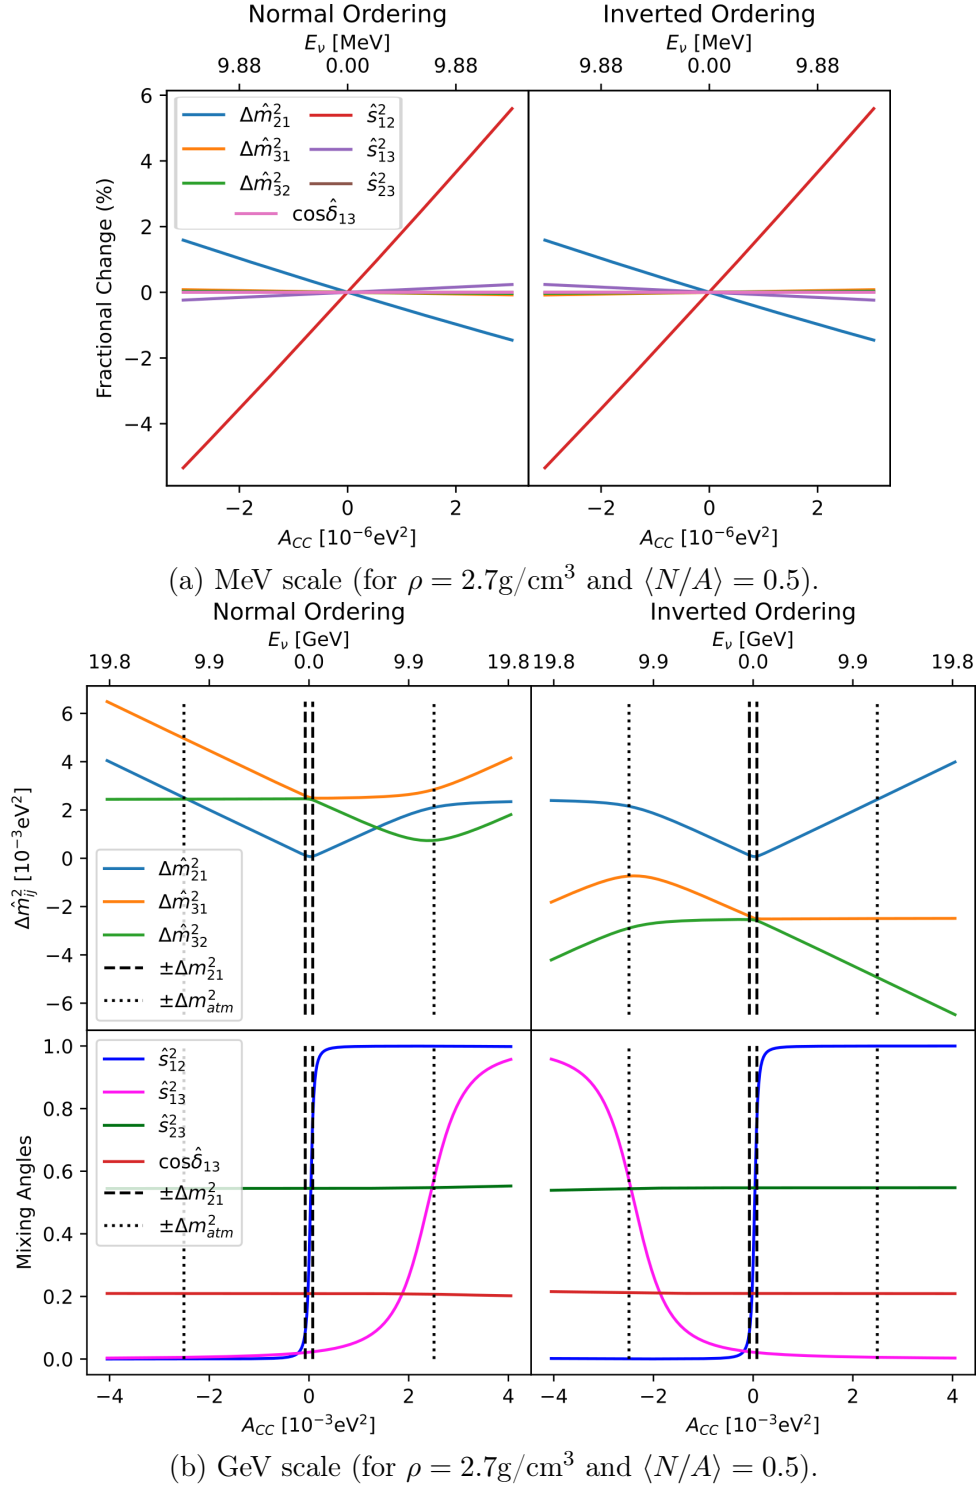 Normal Ordering Inverted Ordering
E_ν [MeV] E_ν [MeV]
9.88 0.00 9.88 9.88 0.00 9.88
6
4
2
0
−2
−4
Fractional Change (%)
Δm̂²₂₁ ŝ²₁₂
Δm̂²₃₁ ŝ²₁₃
Δm̂²₃₂ ŝ²₂₃
cosδ̂₁₃
−2 0 2 −2 0 2
A_CC [10⁻⁶eV²] A_CC [10⁻⁶eV²]
(a) MeV scale (for ρ = 2.7g/cm³ and ⟨N/A⟩ = 0.5).
Normal Ordering Inverted Ordering
E_ν [GeV] E_ν [GeV]
19.8 9.9 0.0 9.9 19.8 19.8 9.9 0.0 9.9 19.8
6
4
2
0
−2
−4
−6
Δm̂²_ij [10⁻³eV²]
Δm̂²₂₁
Δm̂²₃₁
Δm̂²₃₂
±Δm²₂₁
±Δm²_atm
1.0
0.8
0.6
0.4
0.2
0.0
Mixing Angles
ŝ²₁₂
ŝ²₁₃
ŝ²₂₃
cosδ̂₁₃
±Δm²₂₁
±Δm²_atm
−4 −2 0 2 4 −4 −2 0 2 4
A_CC [10⁻³eV²] A_CC [10⁻³eV²]
(b) GeV scale (for ρ = 2.7g/cm³ and ⟨N/A⟩ = 0.5).